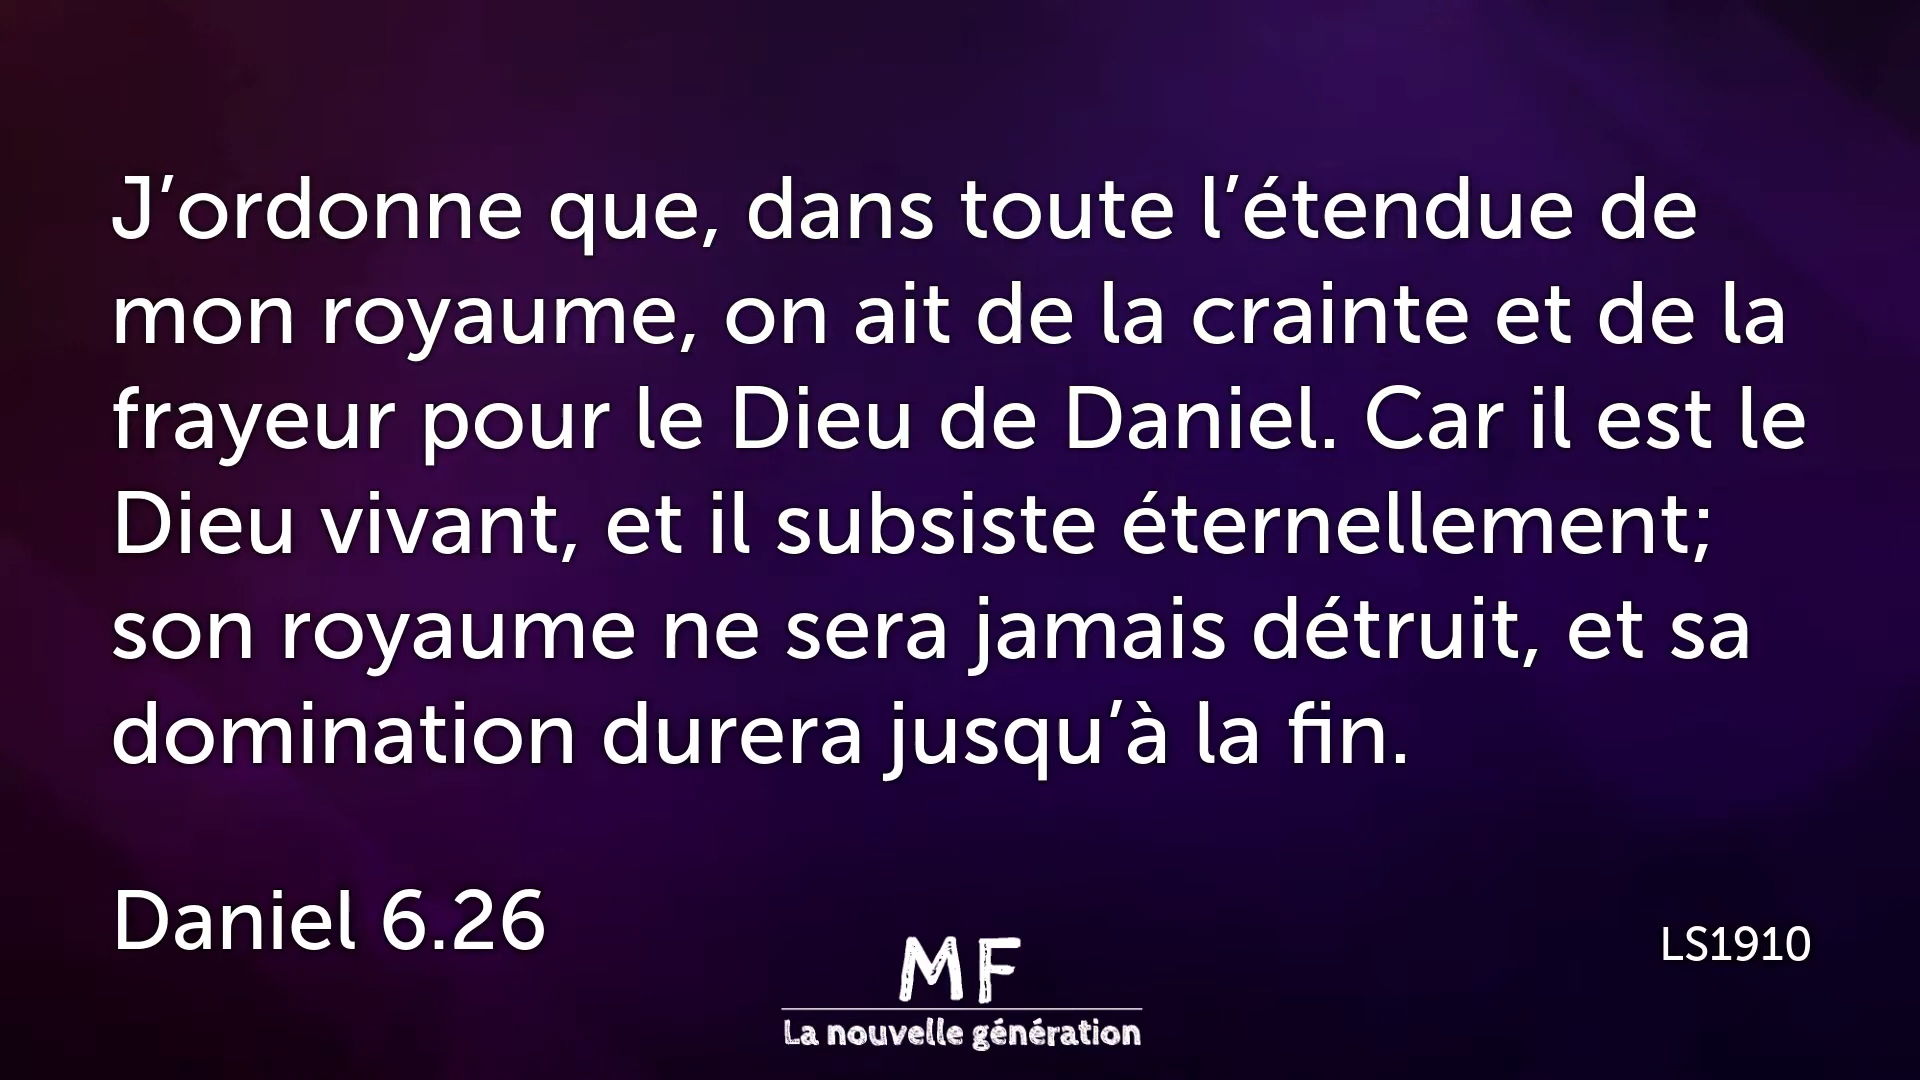 J’ordonne que, dans toute l’étendue de
mon royaume, on ait de la crainte et de la
frayeur pour le Dieu de Daniel. Car il est le
Dieu vivant, et il subsiste éternellement;
son royaume ne sera jamais détruit, et sa
domination durera jusqu’à la fin.
Daniel 6.26
LS1910
MF
La nouvelle génération